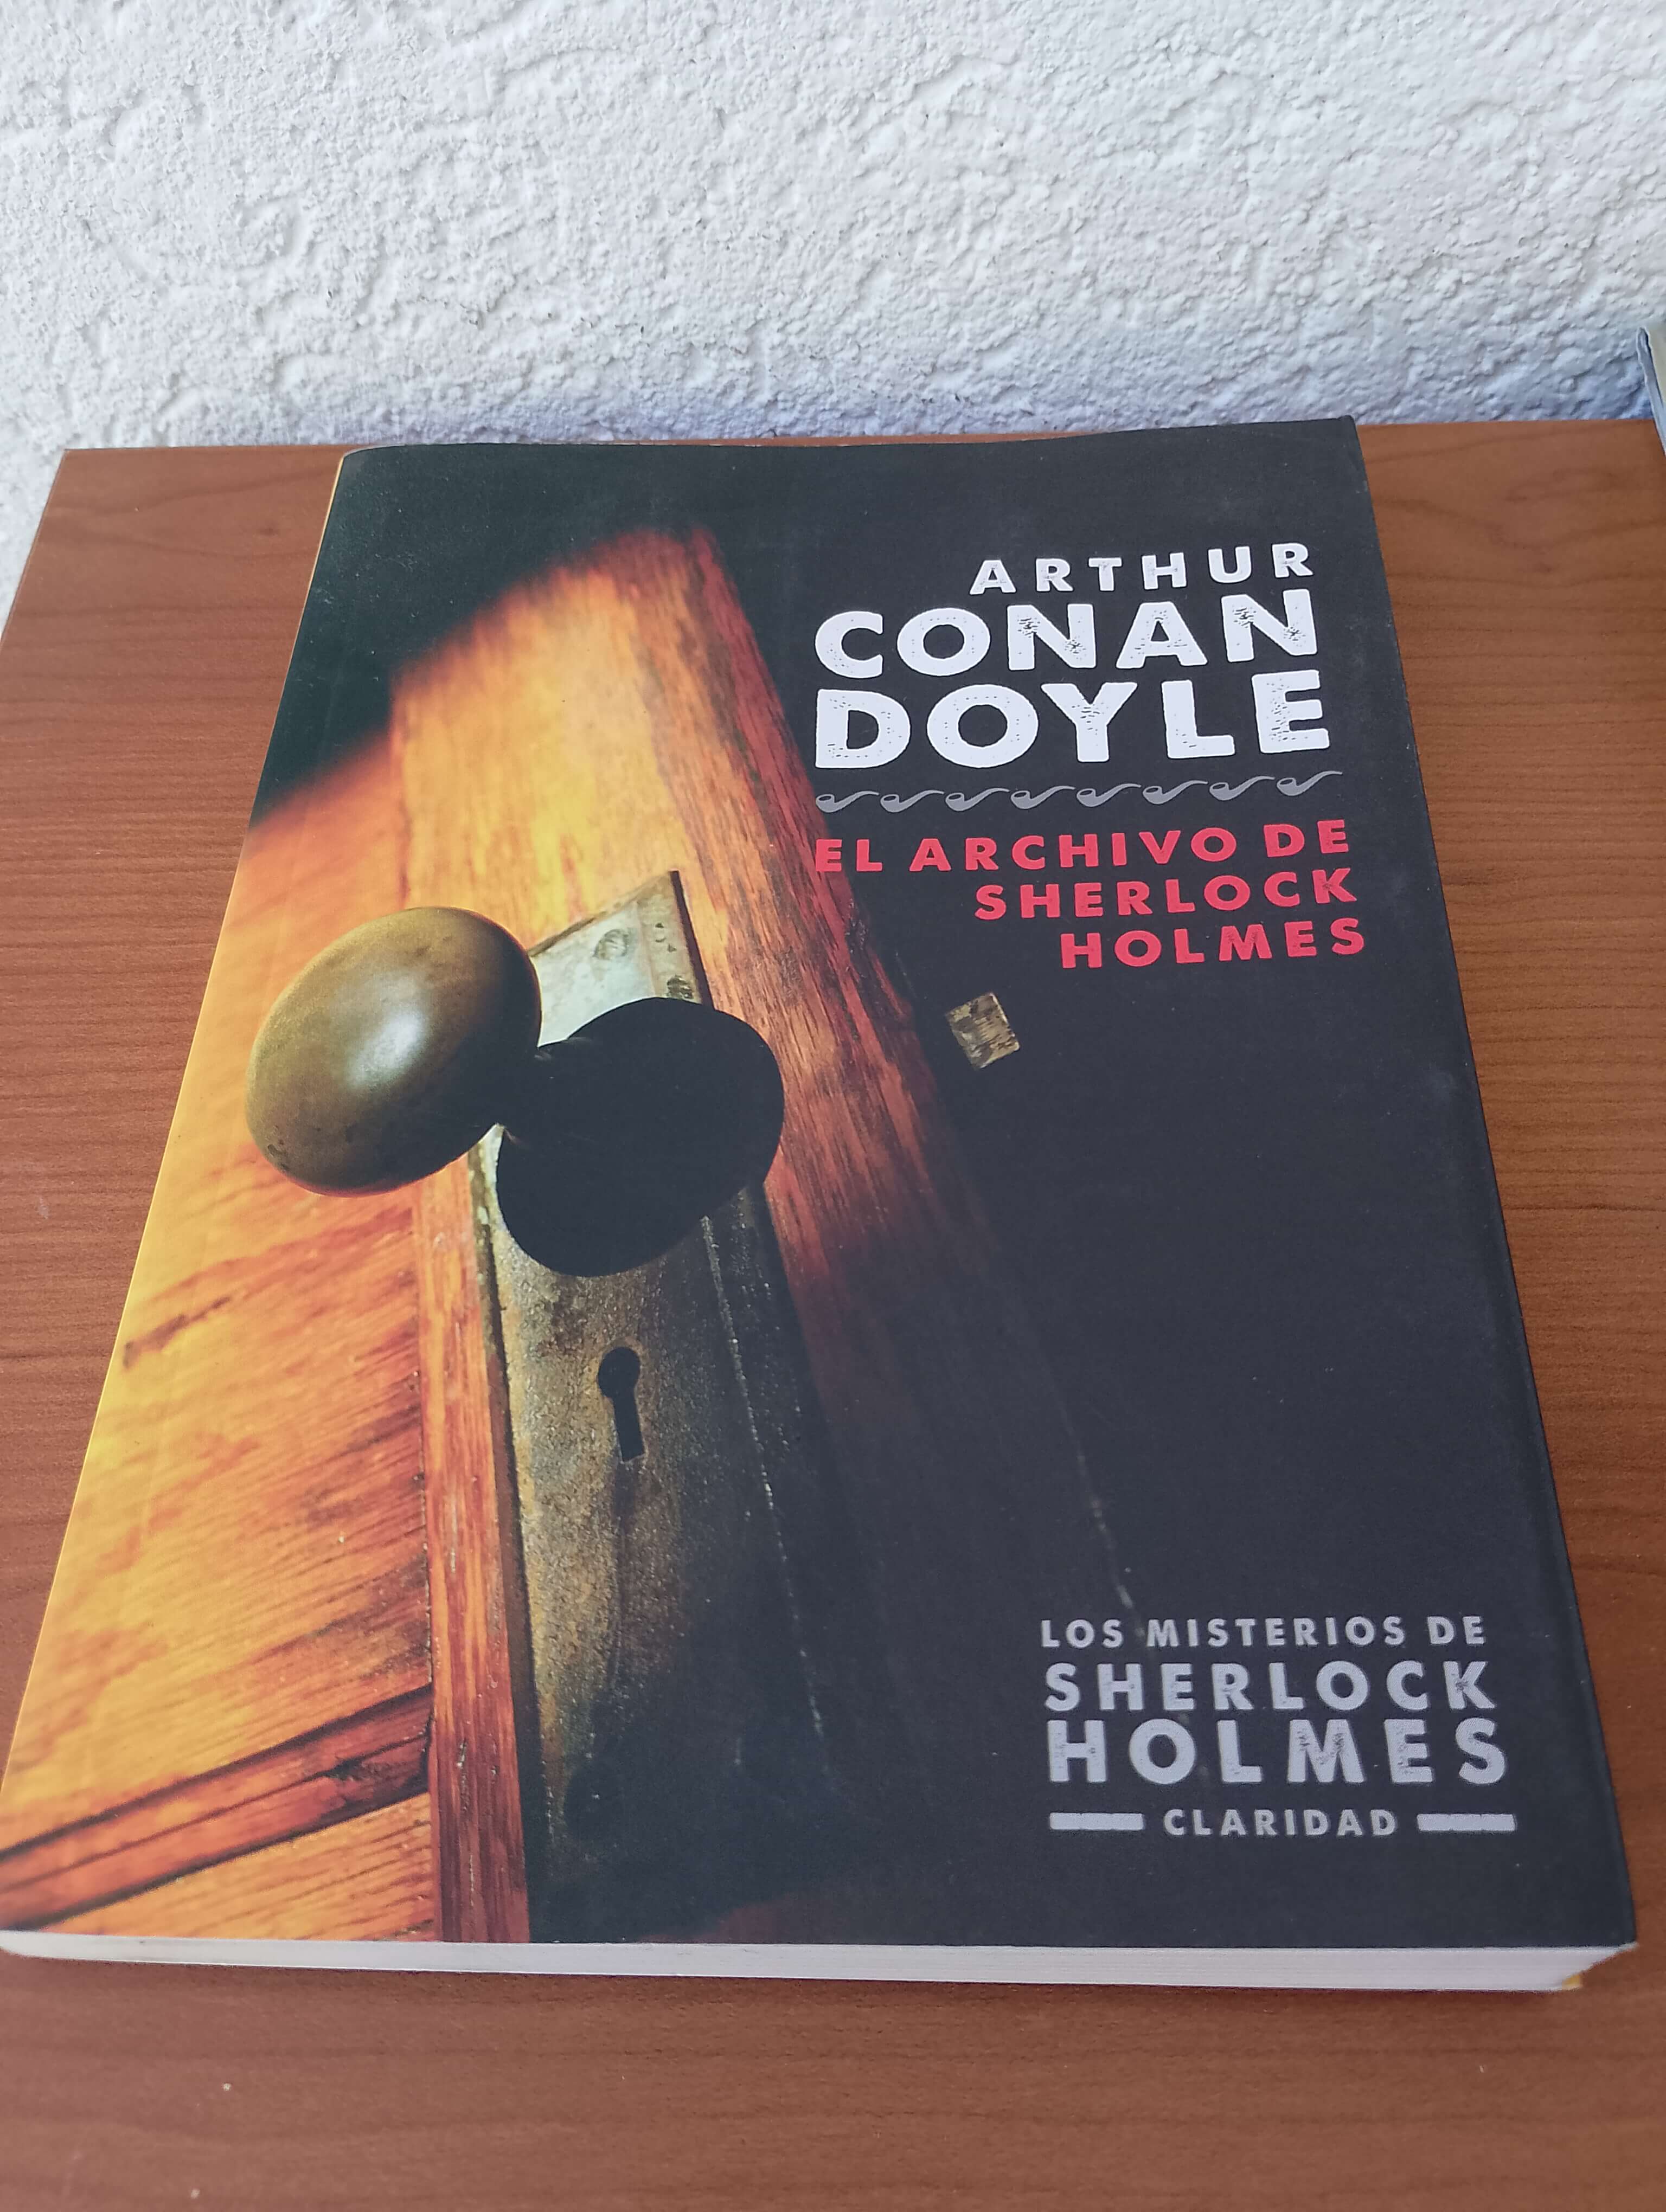 ARTHUR
CONAN
DOYLE
EL ARCHIVO DE
SHERLOCK
HOLMES
LOS MISTERIOS DE
SHERLOCK
HOLMES
CLARIDAD